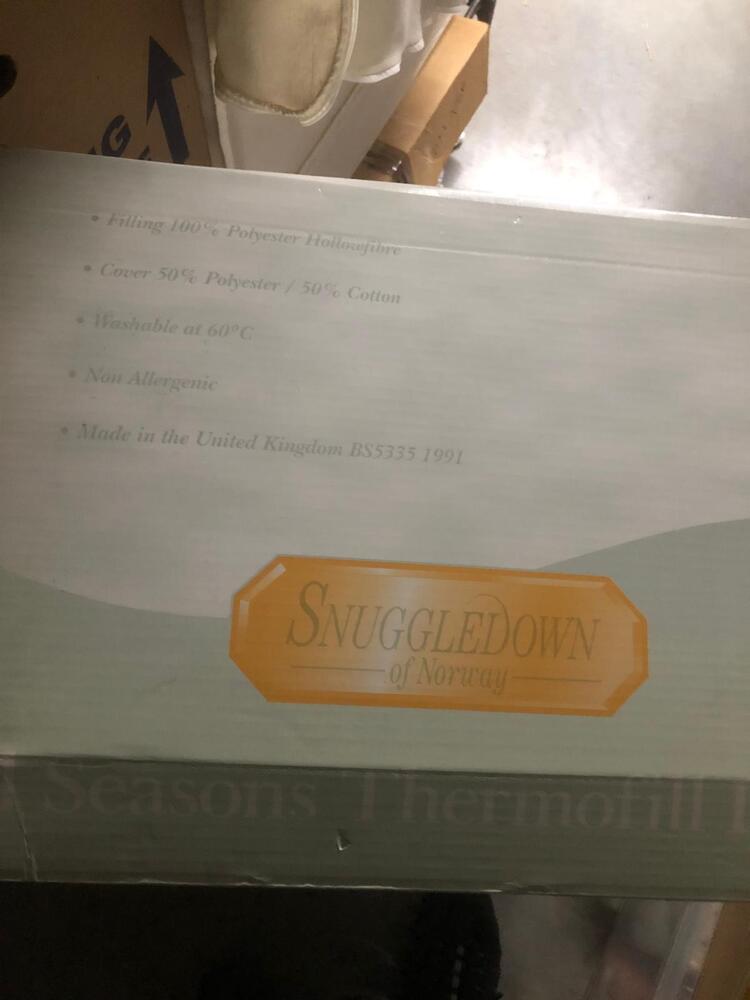 • Filling 100% Polyester Hollowfibre
• Cover 50% Polyester / 50% Cotton
• Washable at 60°C
• Non Allergenic
• Made in the United Kingdom BS5335 1991
SNUGGLEDOWN
of Norway
Seasons Thermofill